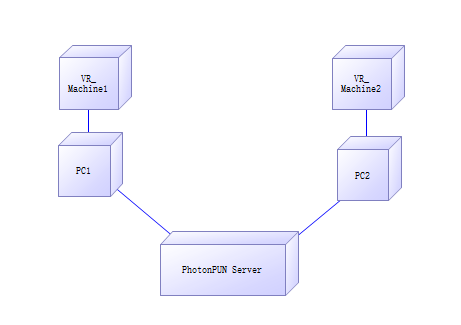 VR_
Machine1
VR_
Machine2
PC1
PC2
PhotonPUN Server